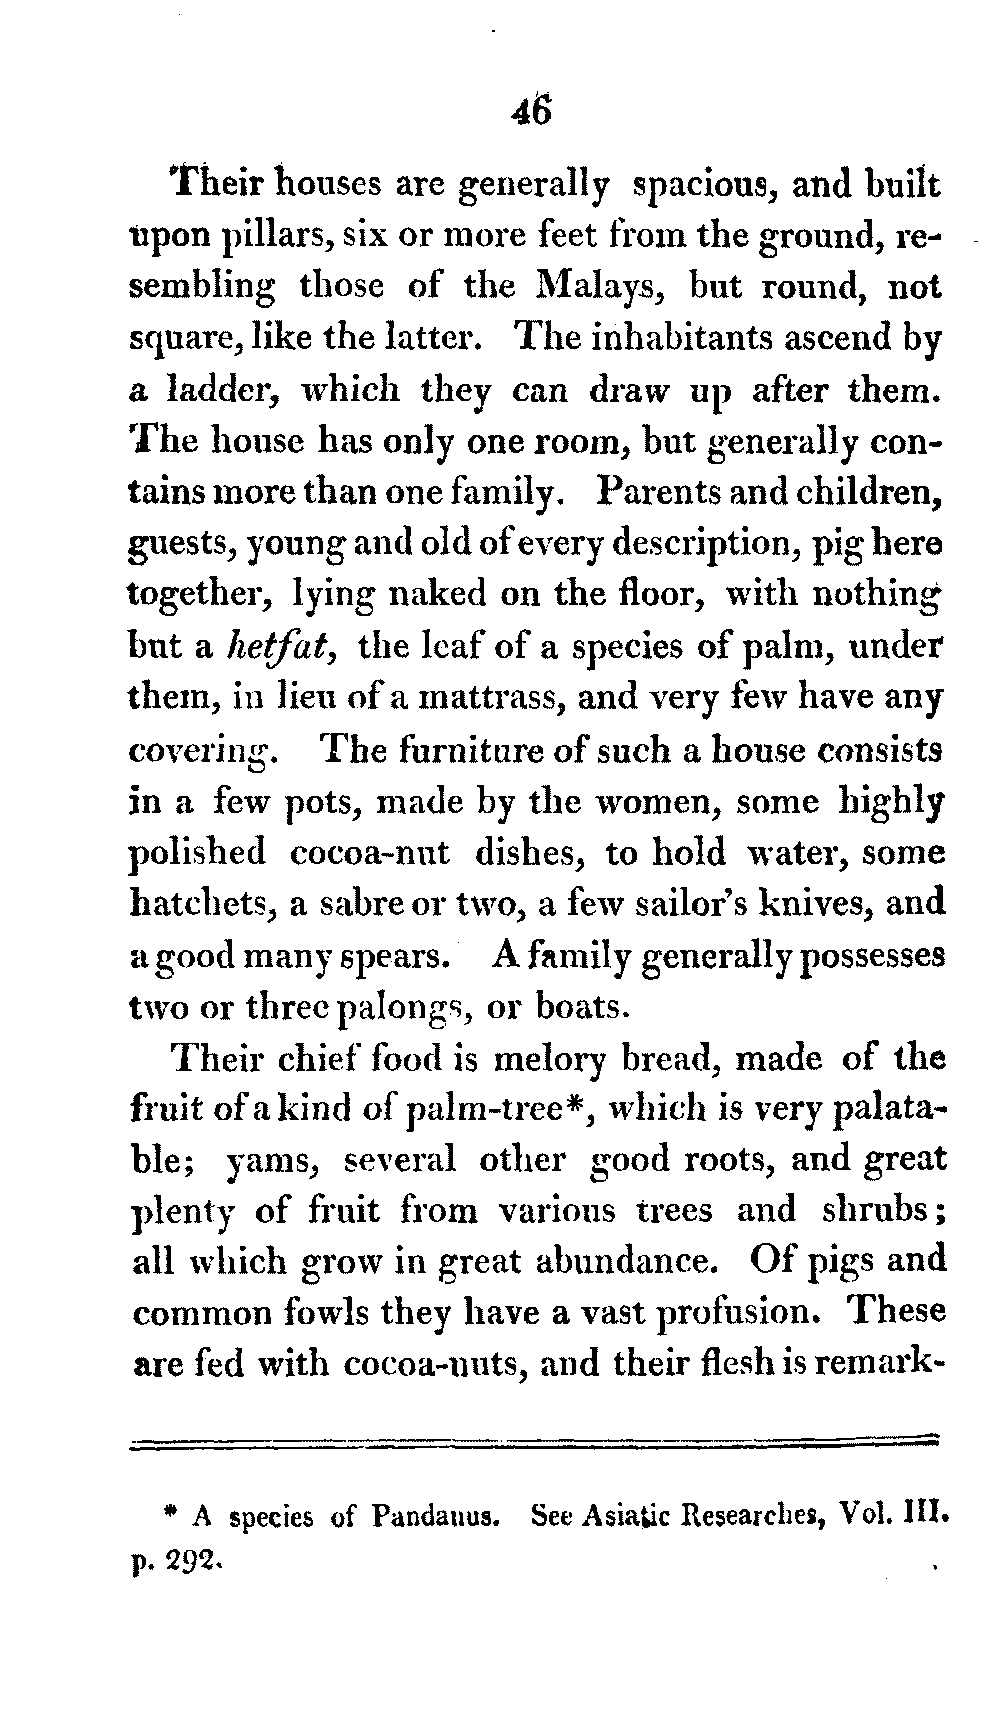 46
Their houses are generally spacious, and built
upon pillars, six or more feet from the ground, re-
sembling those of the Malays, but round, not
square, like the latter. The inhabitants ascend by
a ladder, which they can draw up after them.
The house has only one room, but generally con-
tains more than one family. Parents and children,
guests, young and old of every description, pig here
together, lying naked on the floor, with nothing
but a hetfat, the leaf of a species of palm, under
them, in lieu of a mattrass, and very few have any
covering. The furniture of such a house consists
in a few pots, made by the women, some highly
polished cocoa-nut dishes, to hold water, some
hatchets, a sabre or two, a few sailor's knives, and
a good many spears. A family generally possesses
two or three palongs, or boats.
Their chief food is melory bread, made of the
fruit of a kind of palm-tree*, which is very palata-
ble; yams, several other good roots, and great
plenty of fruit from various trees and shrubs;
all which grow in great abundance. Of pigs and
common fowls they have a vast profusion. These
are fed with cocoa-nuts, and their flesh is remark-
* A species of Pandanus. See Asiatic Researches, Vol. III.
p. 292.